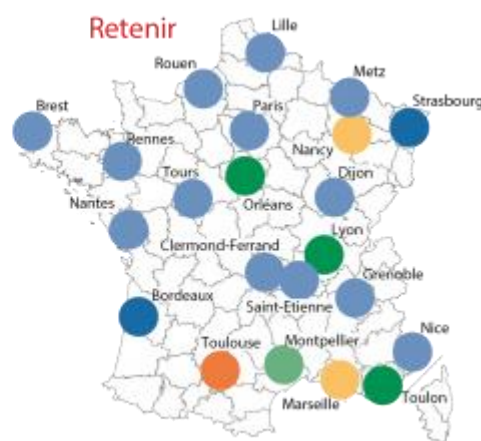 Retenir
Lille
Rouen
Metz
Brest
Paris
Strasbourg
Rennes
Nancy
Tours
Dijon
Nantes
Orléans
Lyon
Clermond-Ferrand
Grenoble
Bordeaux
Saint-Etienne
Nice
Toulouse
Montpellier
Marseille
Toulon